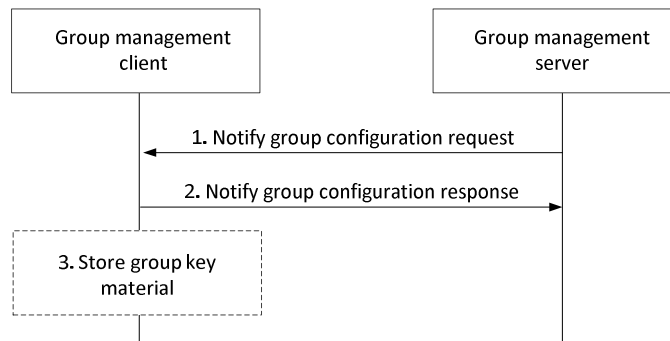 Group management
client
Group management
server
1. Notify group configuration request
2. Notify group configuration response
3. Store group key
material